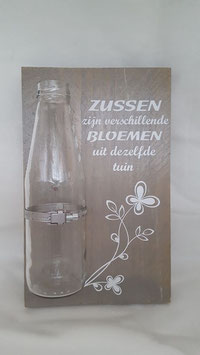 ZUSSEN
zijn verschillende
BLOEMEN
uit dezelfde
tuin